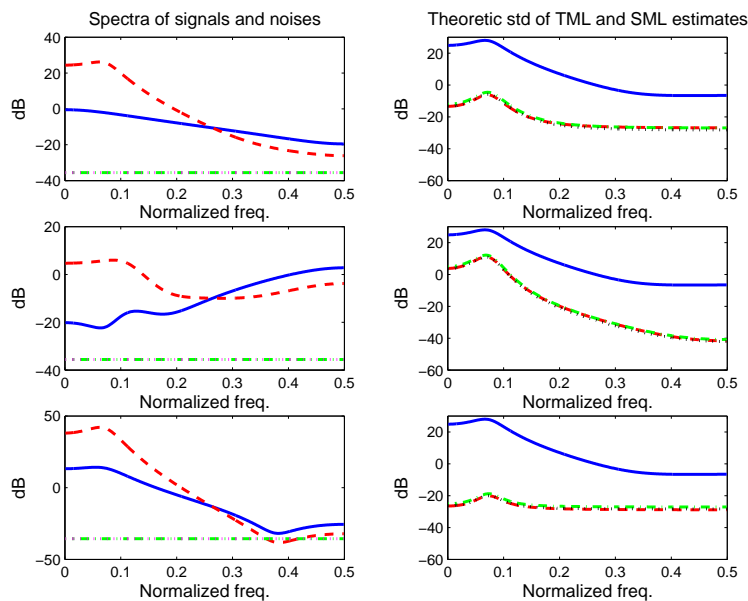 Spectra of signals and noises
40
20
0
−20
−40
dB
0 0.1 0.2 0.3 0.4 0.5
Normalized freq.
Theoretic std of TML and SML estimates
20
0
−20
−40
−60
dB
0 0.1 0.2 0.3 0.4 0.5
Normalized freq.
20
0
−20
−40
dB
0 0.1 0.2 0.3 0.4 0.5
Normalized freq.
20
0
−20
−40
−60
dB
0 0.1 0.2 0.3 0.4 0.5
Normalized freq.
50
0
−50
dB
0 0.1 0.2 0.3 0.4 0.5
Normalized freq.
20
0
−20
−40
−60
dB
0 0.1 0.2 0.3 0.4 0.5
Normalized freq.